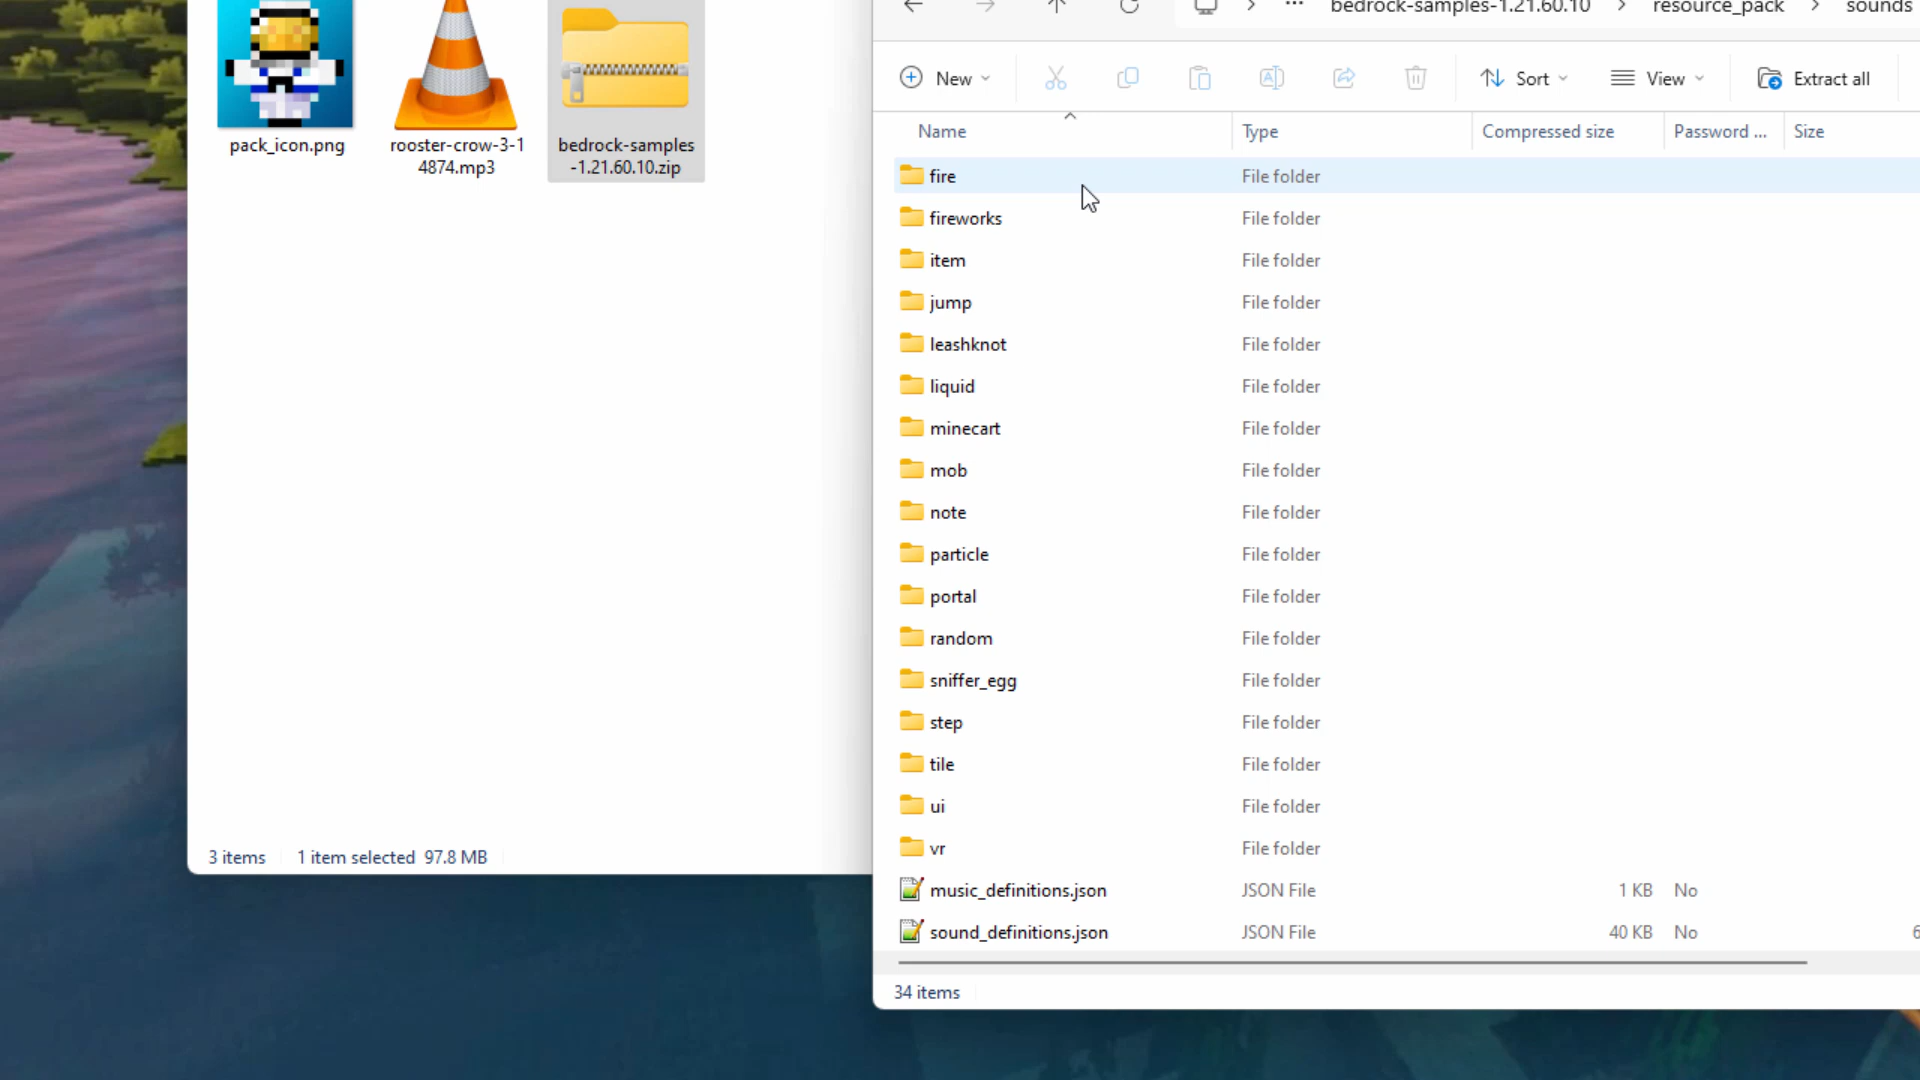 pack_icon.png
rooster-crow-3-1
4874.mp3
bedrock-samples
-1.21.60.10.zip
3 items
1 item selected 97.8 MB
... bedrock-samples-1.21.60.10 > resource_pack > sounds
New
Sort
View
Extract all
Name Type Compressed size Password ... Size
fire File folder
fireworks File folder
item File folder
jump File folder
leashknot File folder
liquid File folder
minecart File folder
mob File folder
note File folder
particle File folder
portal File folder
random File folder
sniffer_egg File folder
step File folder
tile File folder
ui File folder
vr File folder
music_definitions.json JSON File 1 KB No
sound_definitions.json JSON File 40 KB No 6
34 items